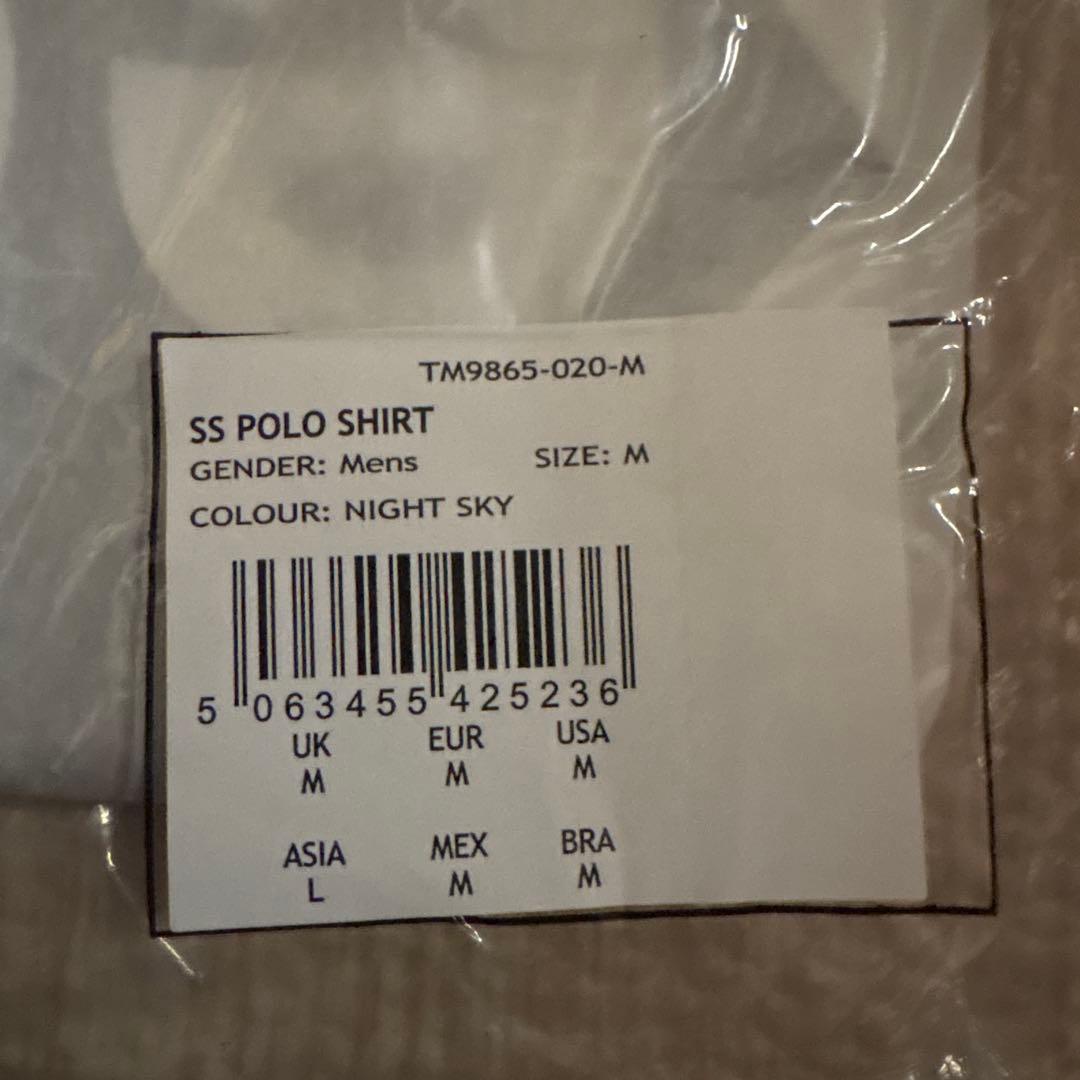 TM9865-020-M
SS POLO SHIRT
GENDER: Mens SIZE: M
COLOUR: NIGHT SKY
5 063455 425236
UK EUR USA
M M M
ASIA MEX BRA
L M M